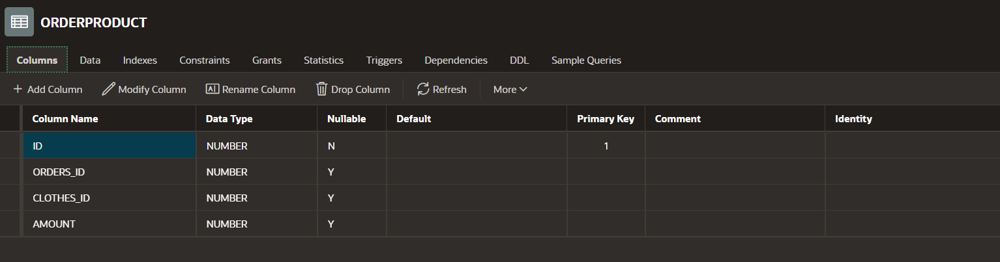 ORDERPRODUCT
Columns Data Indexes Constraints Grants Statistics Triggers Dependencies DDL Sample Queries
Add Column Modify Column Rename Column Drop Column Refresh More
Column Name Data Type Nullable Default Primary Key Comment Identity
ID NUMBER N 1
ORDERS_ID NUMBER Y
CLOTHES_ID NUMBER Y
AMOUNT NUMBER Y